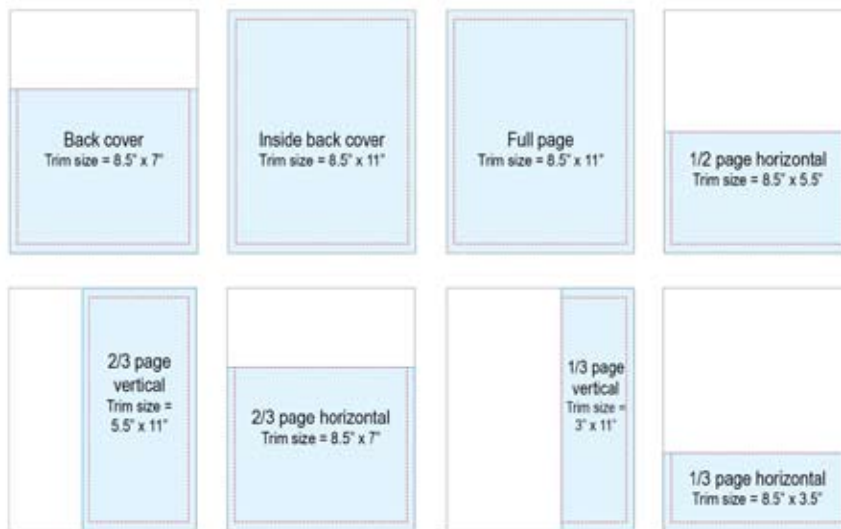 Back cover
Trim size = 8.5" x 7"
Inside back cover
Trim size = 8.5" x 11"
Full page
Trim size = 8.5" x 11"
1/2 page horizontal
Trim size = 8.5" x 5.5"
2/3 page
vertical
Trim size =
5.5" x 11"
2/3 page horizontal
Trim size = 8.5" x 7"
1/3 page
vertical
Trim size =
3" x 11"
1/3 page horizontal
Trim size = 8.5" x 3.5"